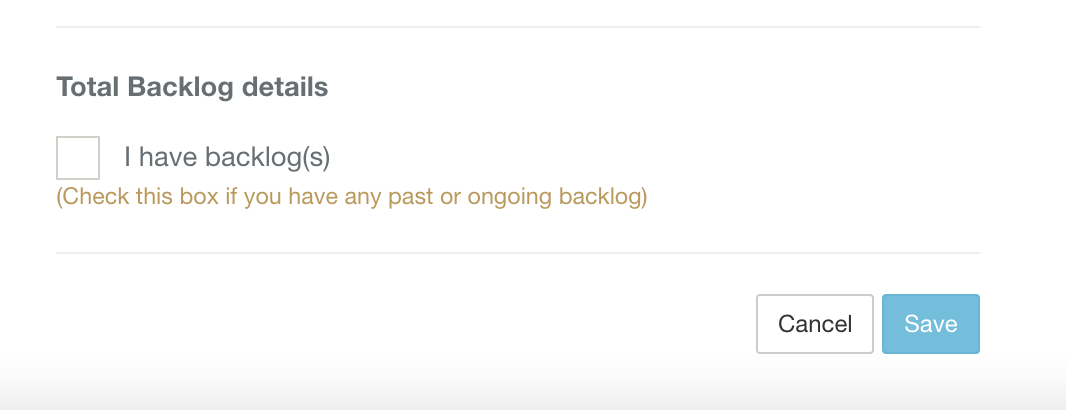 Total Backlog details
I have backlog(s)
(Check this box if you have any past or ongoing backlog)
Cancel Save